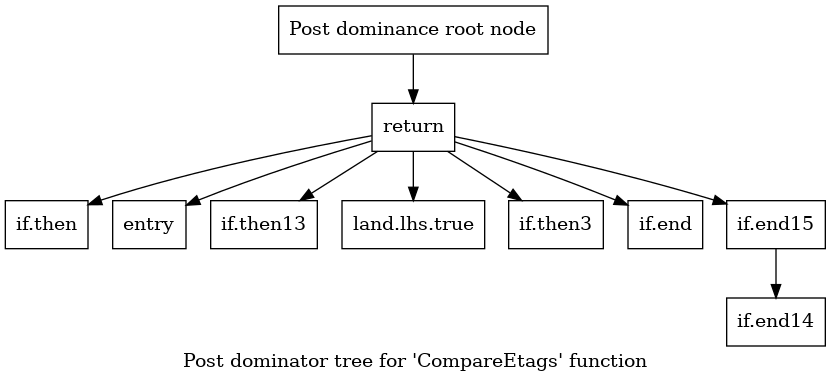 Post dominance root node
return
if.then
entry
if.then13
land.lhs.true
if.then3
if.end
if.end15
if.end14
Post dominator tree for 'CompareEtags' function